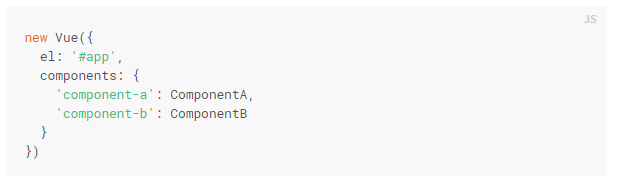 JS
new Vue({
  el: '#app',
  components: {
    'component-a': ComponentA,
    'component-b': ComponentB
  }
})